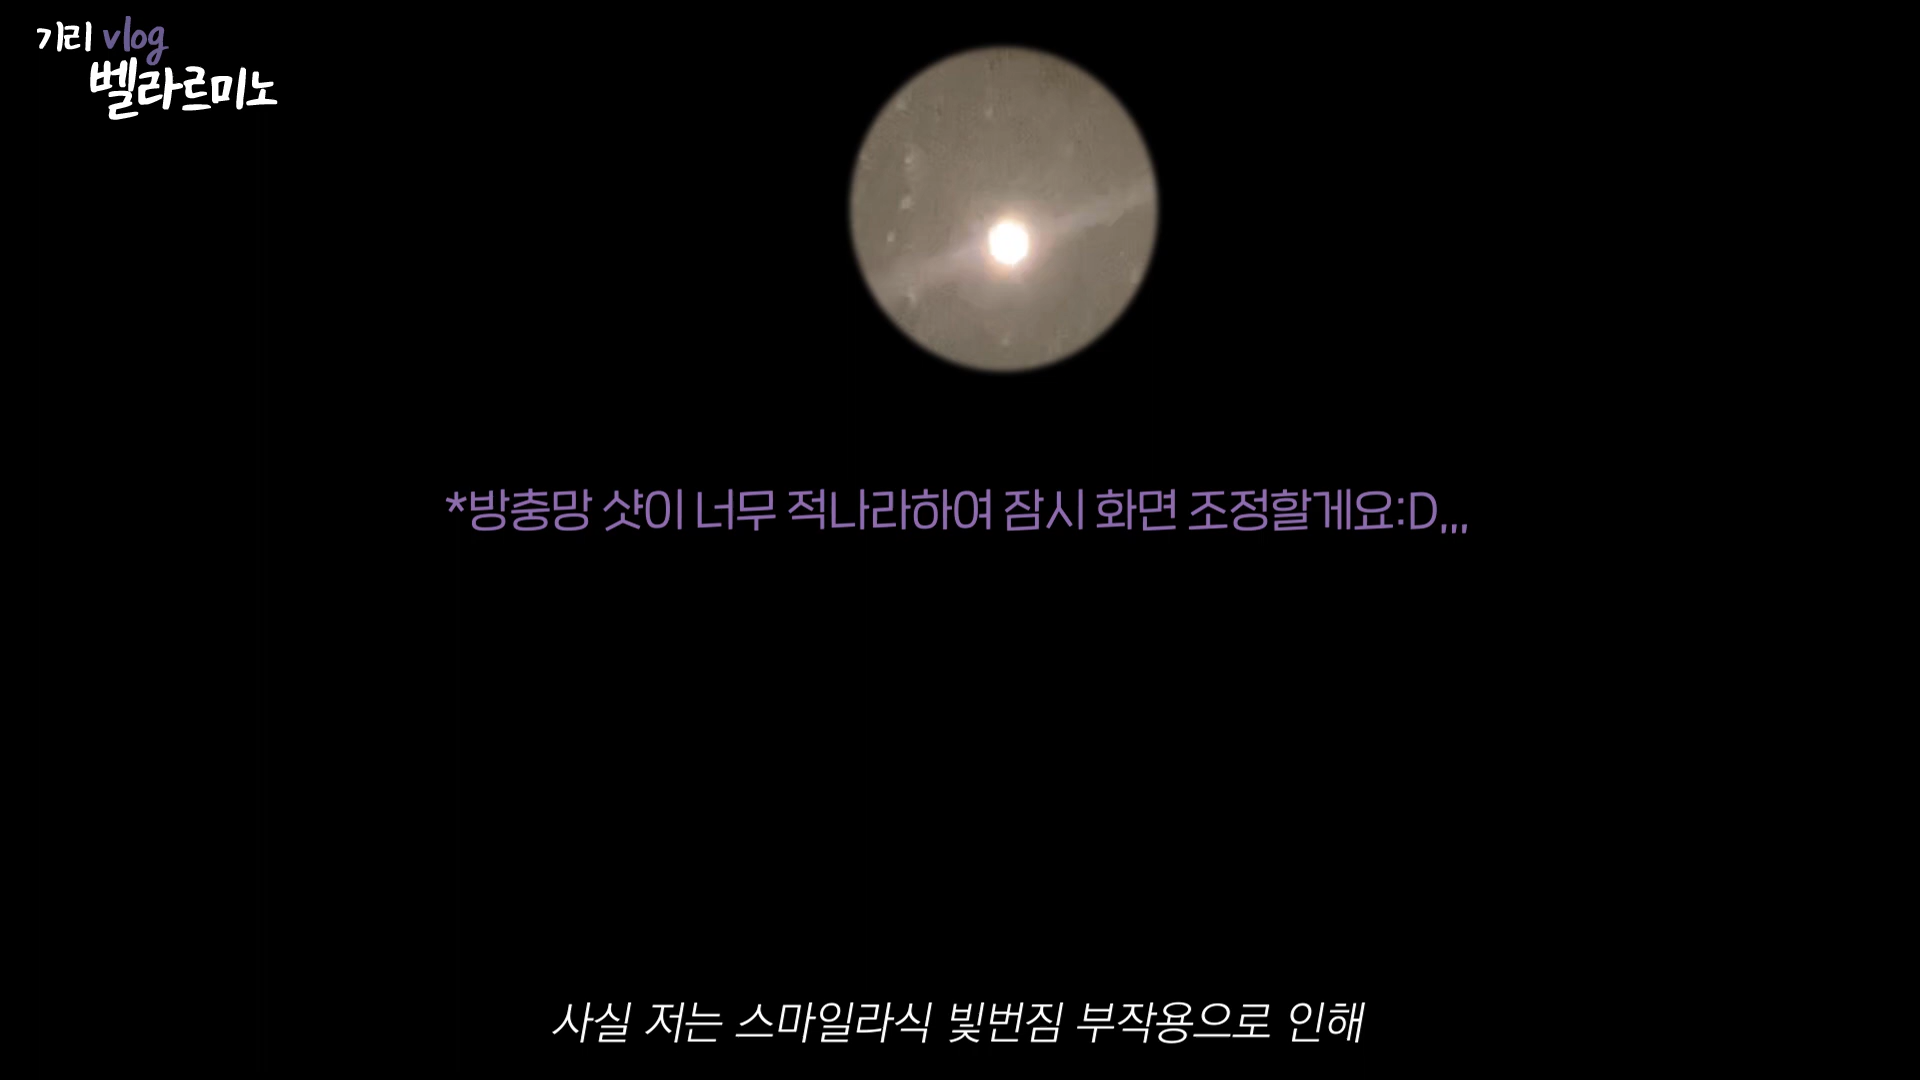 기리 vlog
벨라르미노
*방충망 샷이 너무 적나라하여 잠시 화면 조정할게요:D,,,
사실 저는 스마일라식 빛번짐 부작용으로 인해